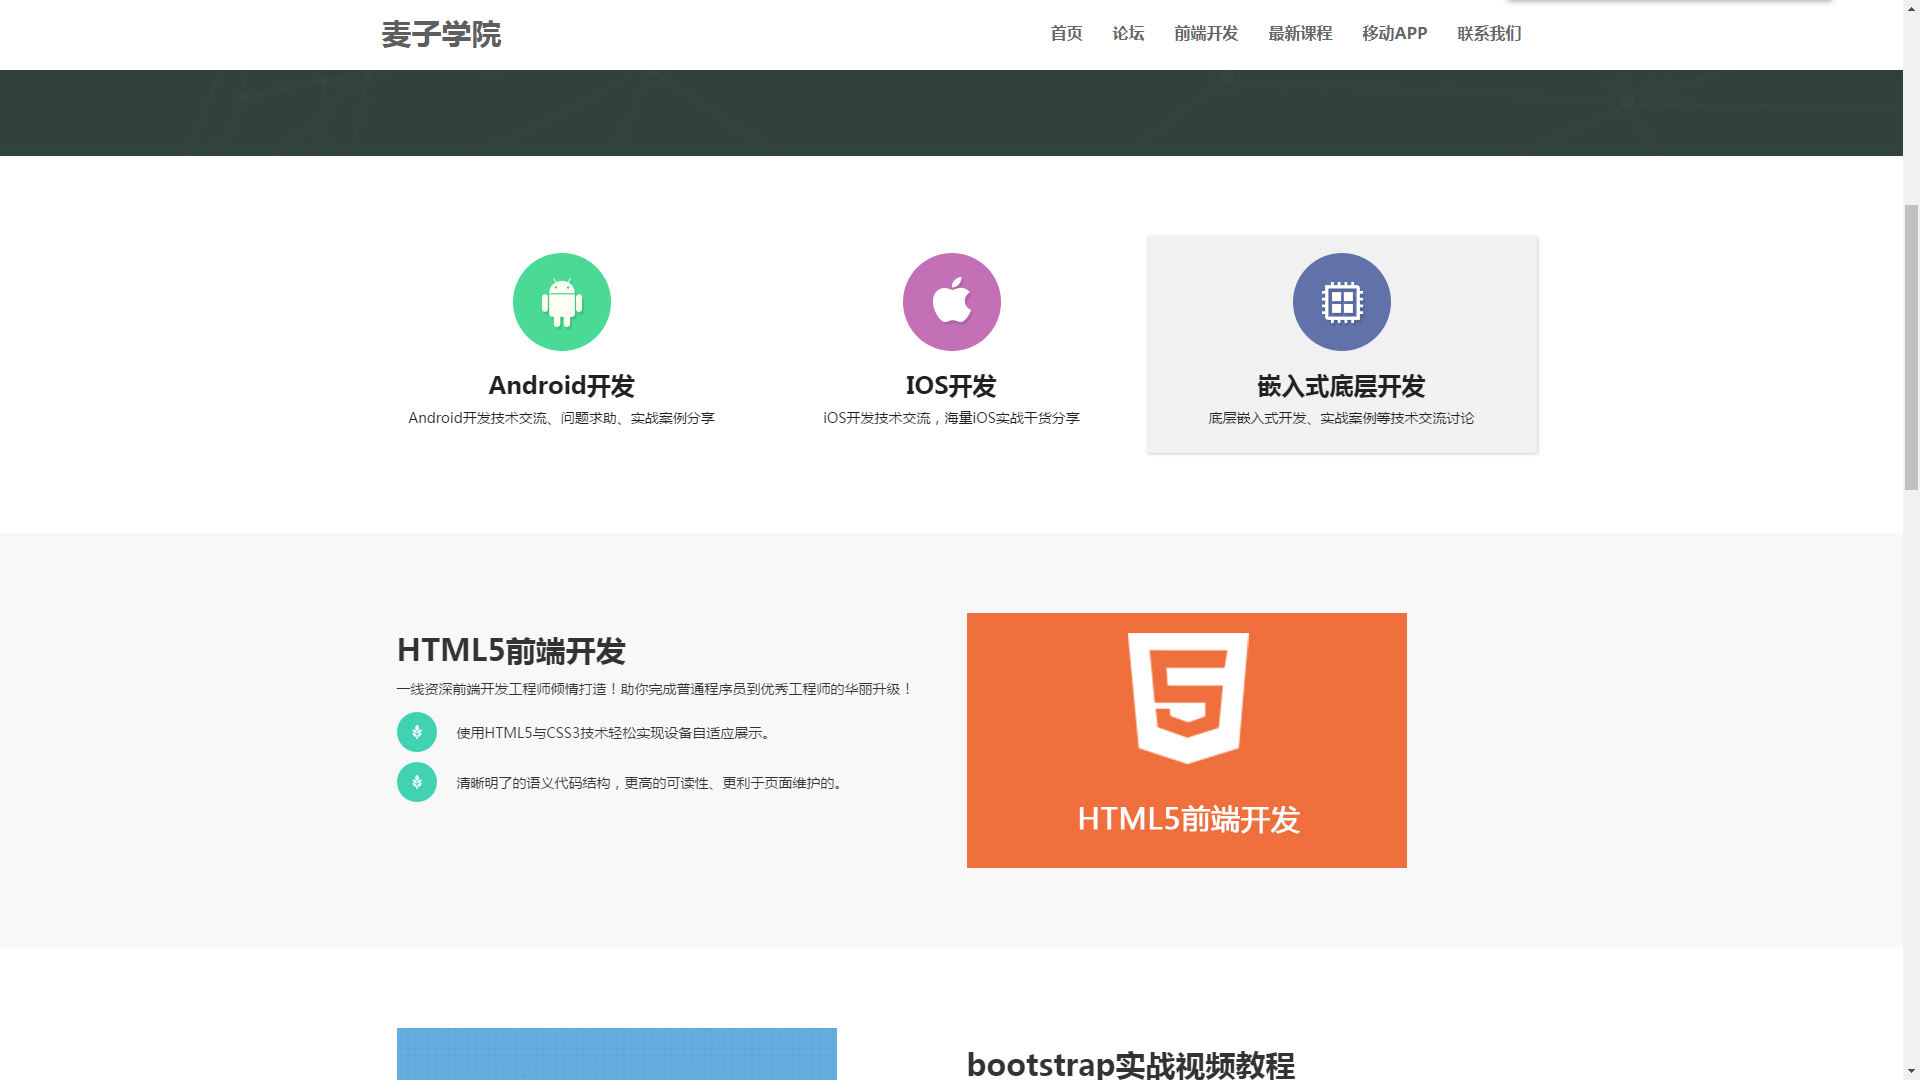 麦子学院
首页 论坛 前端开发 最新课程 移动APP 联系我们
Android开发
Android开发技术交流、问题求助、实战案例分享
IOS开发
iOS开发技术交流，海量iOS实战干货分享
嵌入式底层开发
底层嵌入式开发、实战案例等技术交流讨论
HTML5前端开发
一线资深前端开发工程师倾情打造！助你完成普通程序员到优秀工程师的华丽升级！
使用HTML5与CSS3技术轻松实现设备自适应展示。
清晰明了的语义代码结构，更高的可读性、更利于页面维护的。
HTML5前端开发
bootstrap实战视频教程